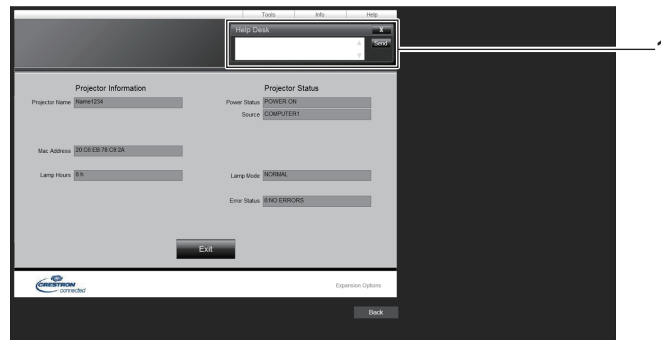 Tools Info Help
Help Desk X
Send
1
Projector Information Projector Status
Projector Name Name1234 Power Status POWER ON
Source COMPUTER1
Mac Address 20:C6:EB:78:C9:2A
Lamp Hours 6 h Lamp Mode NORMAL
Error Status 0:NO ERRORS
Exit
CRESTRON
connected
Expansion Options
Back